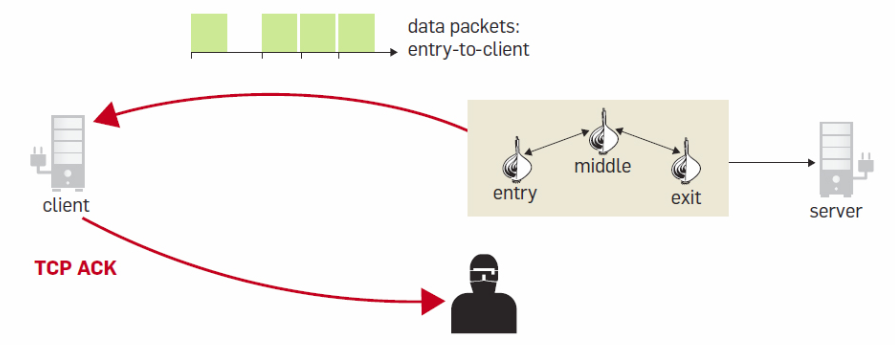 data packets:
entry-to-client
middle
entry
exit
client
server
TCP ACK